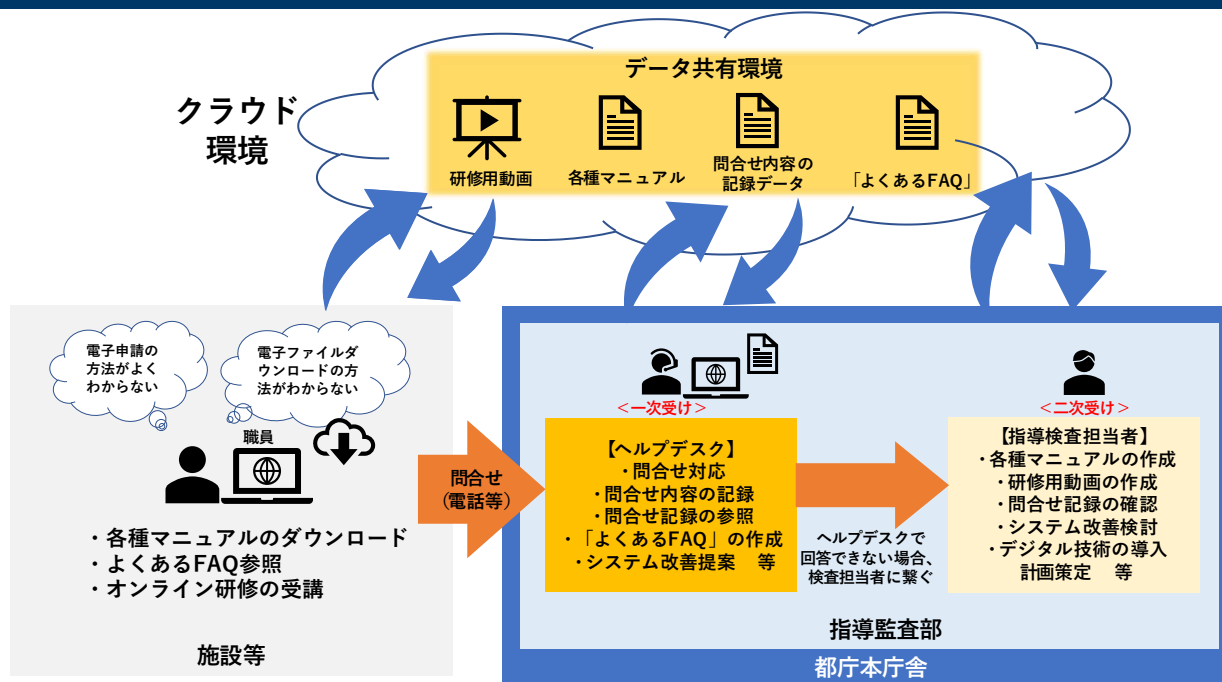 クラウド
環境
データ共有環境
研修用動画
各種マニュアル
問合せ内容の
記録データ
「よくあるFAQ」
電子申請の
方法がよく
わからない
電子ファイルダ
ウンロードの方
法がわからない
職員
・各種マニュアルのダウンロード
・よくあるFAQ参照
・オンライン研修の受講
施設等
問合せ
（電話等）
＜一次受け＞
【ヘルプデスク】
・問合せ対応
・問合せ内容の記録
・問合せ記録の参照
・「よくあるFAQ」の作成
・システム改善提案　等
ヘルプデスクで
回答できない場合、
検査担当者に繋ぐ
＜二次受け＞
【指導検査担当者】
・各種マニュアルの作成
・研修用動画の作成
・問合せ記録の確認
・システム改善検討
・デジタル技術の導入
計画策定　等
指導監査部
都庁本庁舎